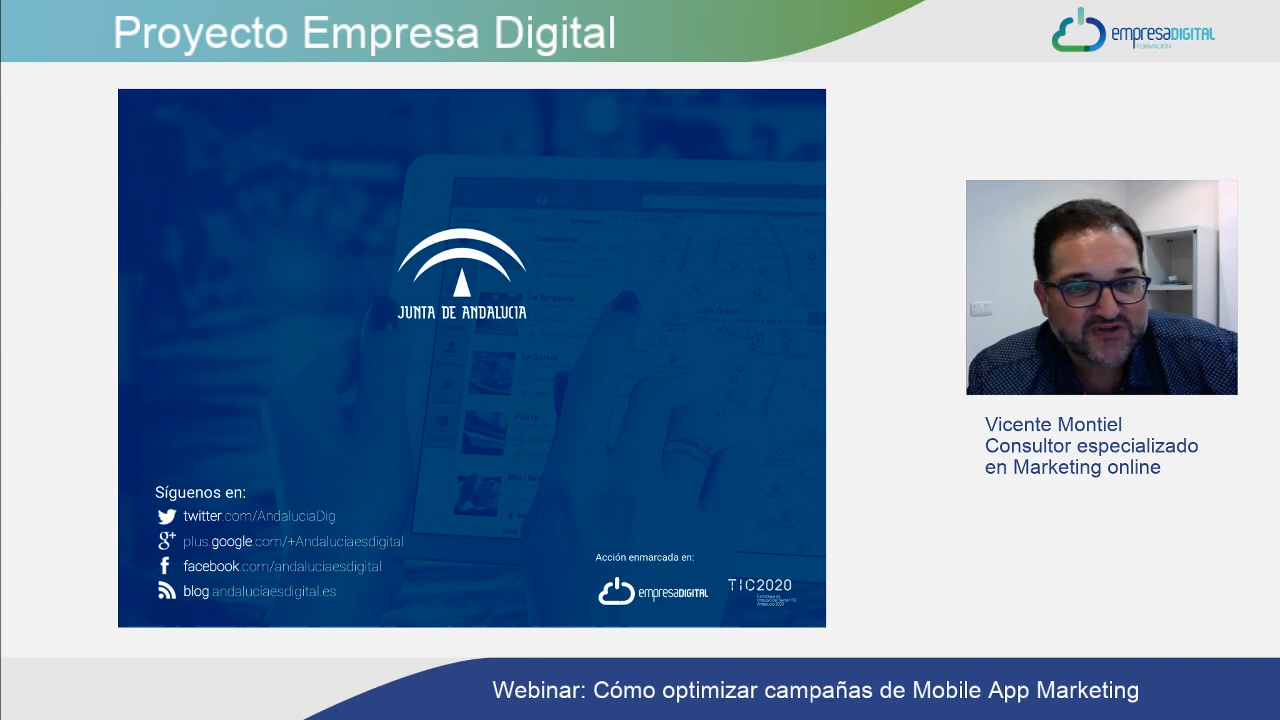 Proyecto Empresa Digital
empresaDIGITAL
FORMACIÓN
JUNTA DE ANDALUCIA
Síguenos en:
twitter.com/AndaluciaDig
plus.google.com/+Andaluciaesdigital
facebook.com/andaluciaesdigital
blog.andaluciaesdigital.es
Acción enmarcada en:
empresaDIGITAL
TIC2020
Vicente Montiel
Consultor especializado
en Marketing online
Webinar: Cómo optimizar campañas de Mobile App Marketing